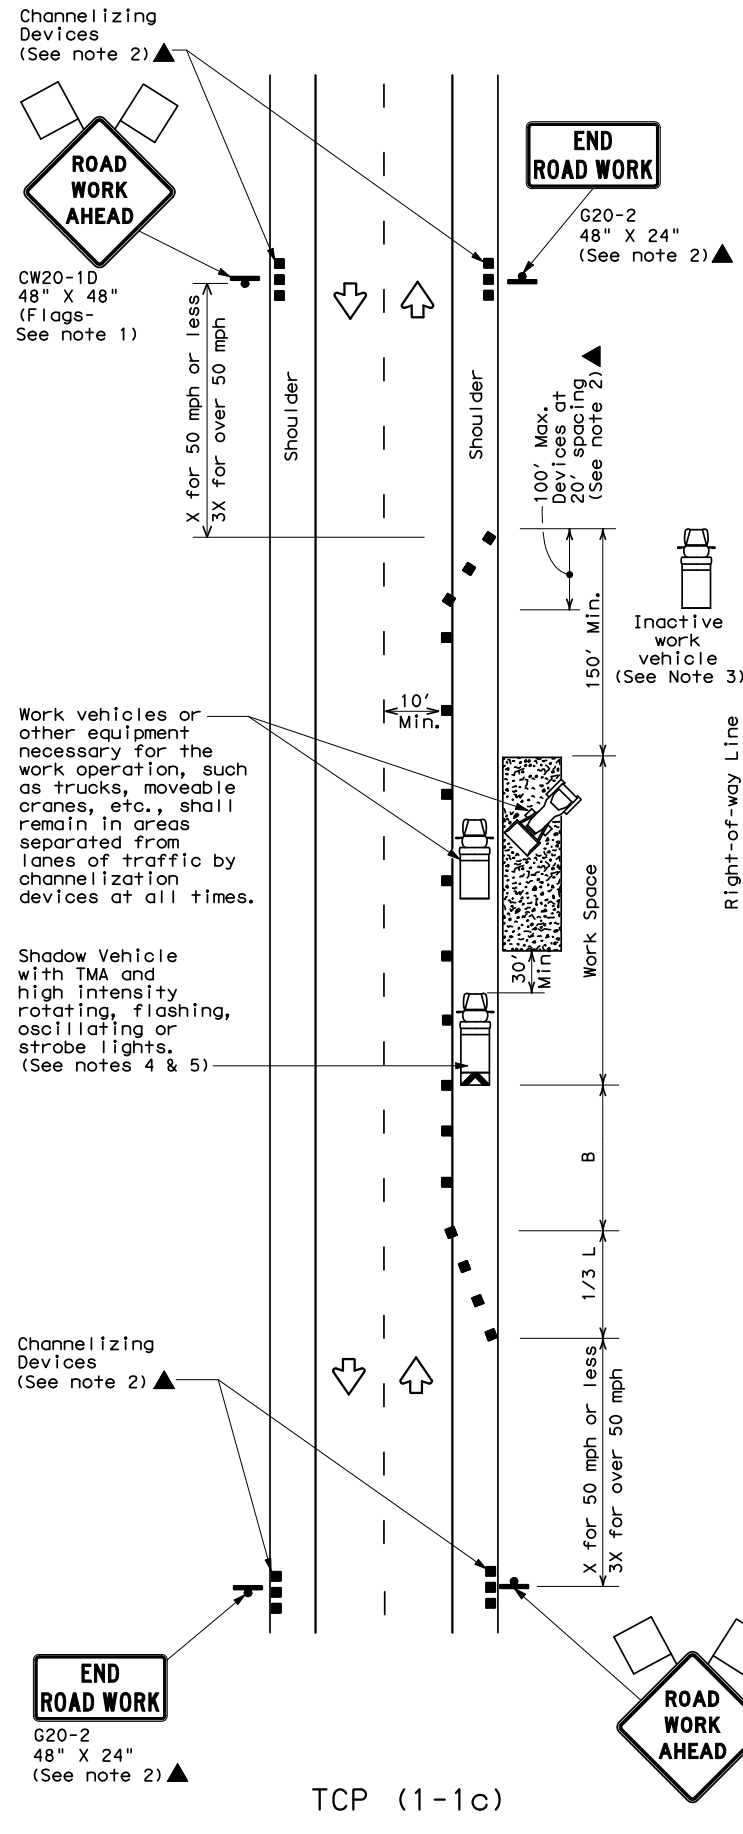 Channelizing
Devices
(See note 2)
ROAD
WORK
AHEAD
CW20-1D
48" X 48"
(Flags-
See note 1)
END
ROAD WORK
G20-2
48" X 24"
(See note 2)
X for 50 mph or less
3X for over 50 mph
Shoulder
Shoulder
100' Max.
Devices at
20' spacing
(See note 2)
150' Min.
Inactive
work
vehicle
(See Note 3)
Right-of-way Line
10'
Min.
Work vehicles or
other equipment
necessary for the
work operation, such
as trucks, moveable
cranes, etc., shall
remain in areas
separated from
lanes of traffic by
channelization
devices at all times.
Work Space
30'
Min.
Shadow Vehicle
with TMA and
high intensity
rotating, flashing,
oscillating or
strobe lights.
(See notes 4 & 5)
B
1/3 L
Channelizing
Devices
(See note 2)
X for 50 mph or less
3X for over 50 mph
END
ROAD WORK
G20-2
48" X 24"
(See note 2)
ROAD
WORK
AHEAD
TCP (1-1c)